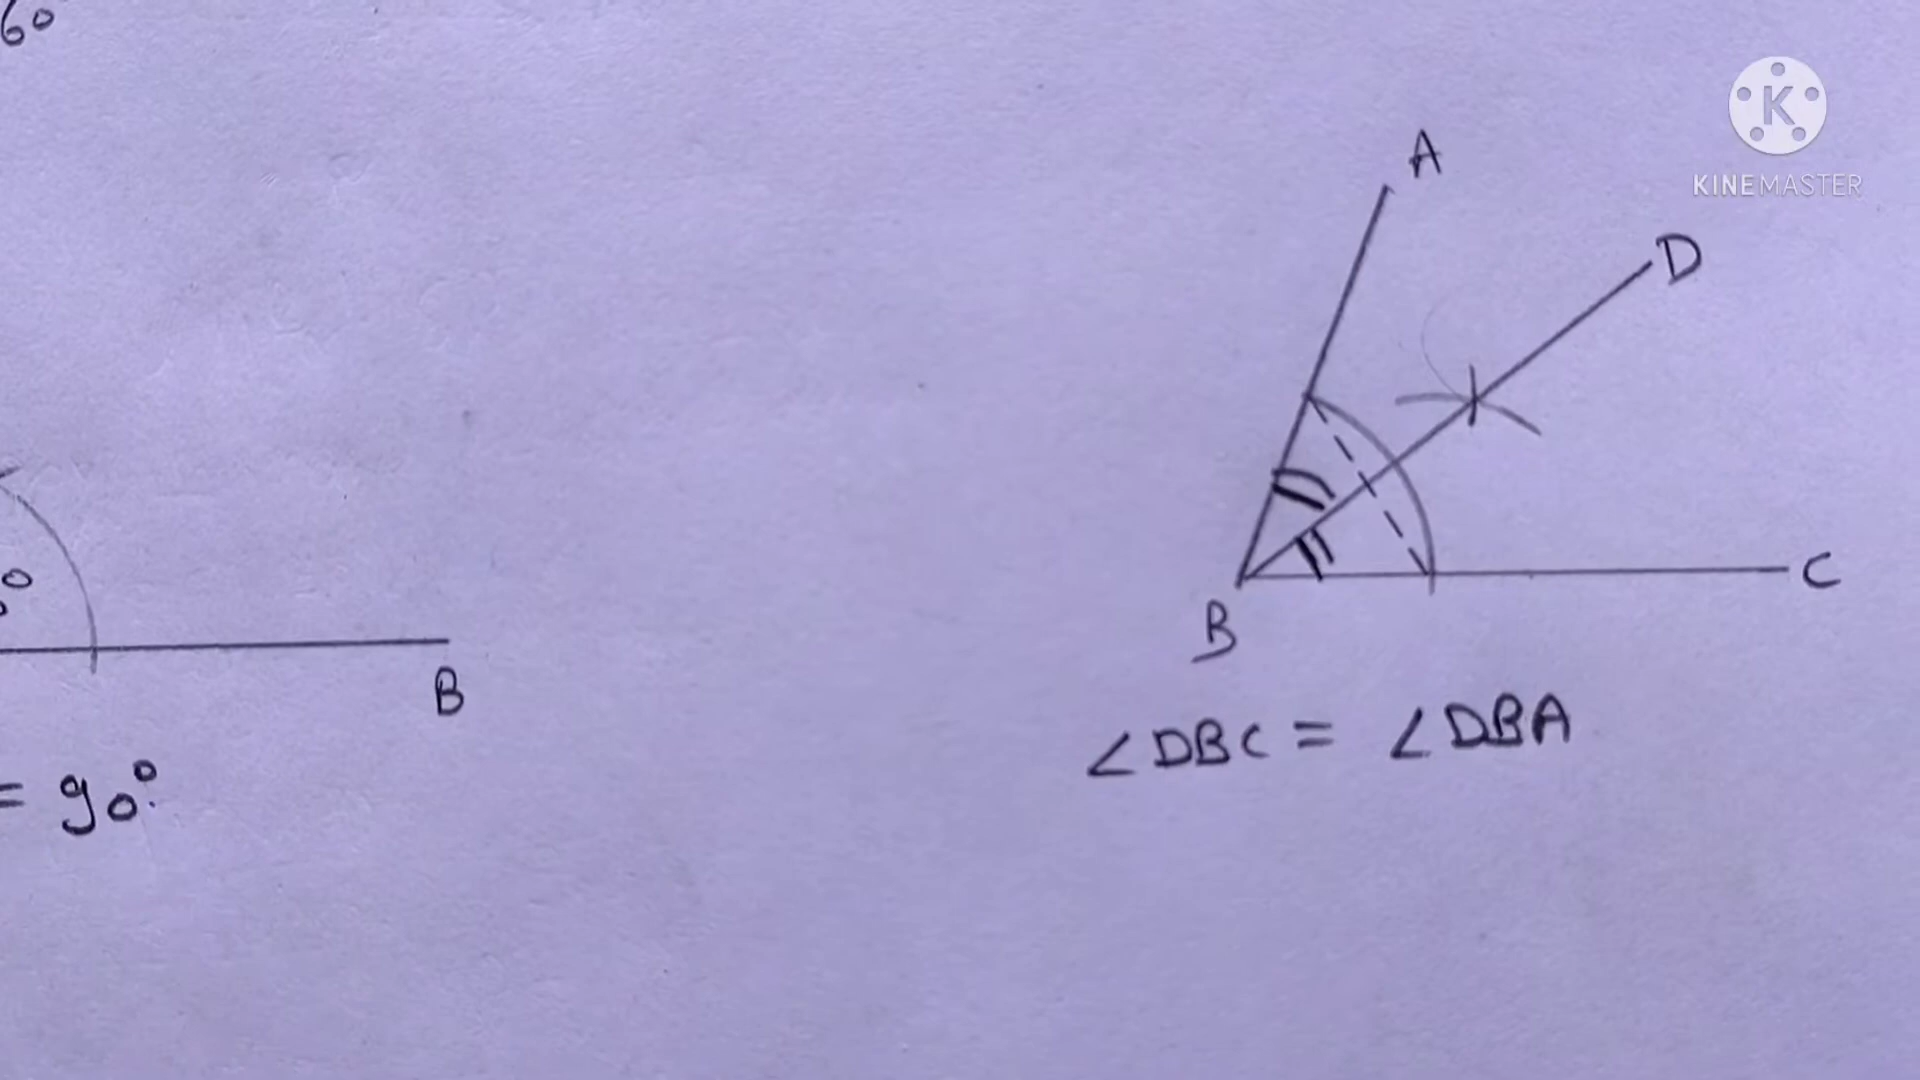 60
A
K
KINEMASTER
D
C
B
B
∠DBC = ∠DBA
= 90°